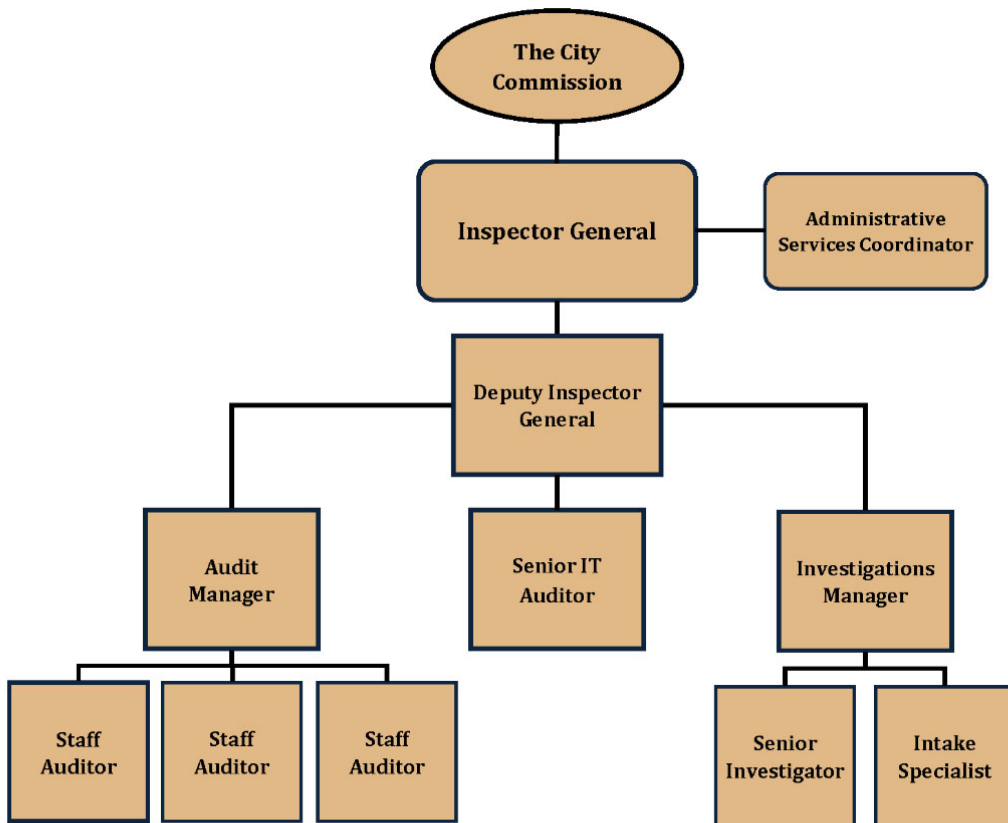 The City
Commission
Inspector General
Administrative
Services Coordinator
Deputy Inspector
General
Audit
Manager
Senior IT
Auditor
Investigations
Manager
Staff
Auditor
Staff
Auditor
Staff
Auditor
Senior
Investigator
Intake
Specialist